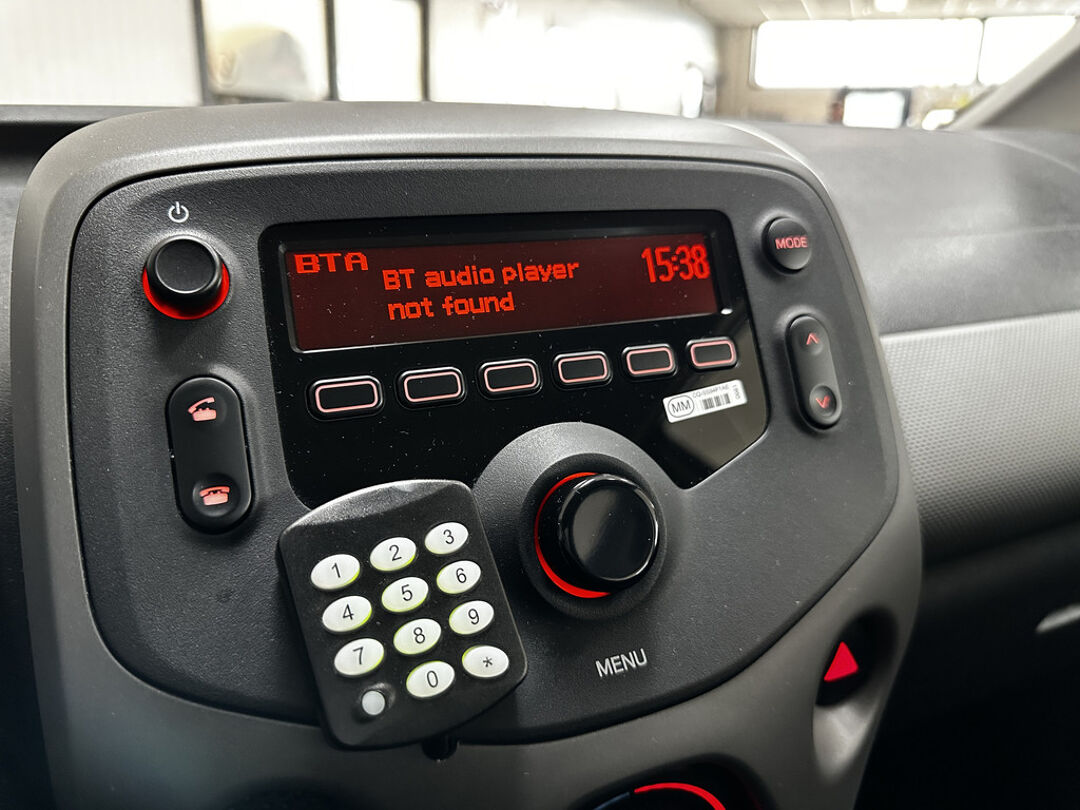 BTA
BT audio player
not found
15:38
MODE
MM
MENU
1 2 3
4 5 6
7 8 9
0 *